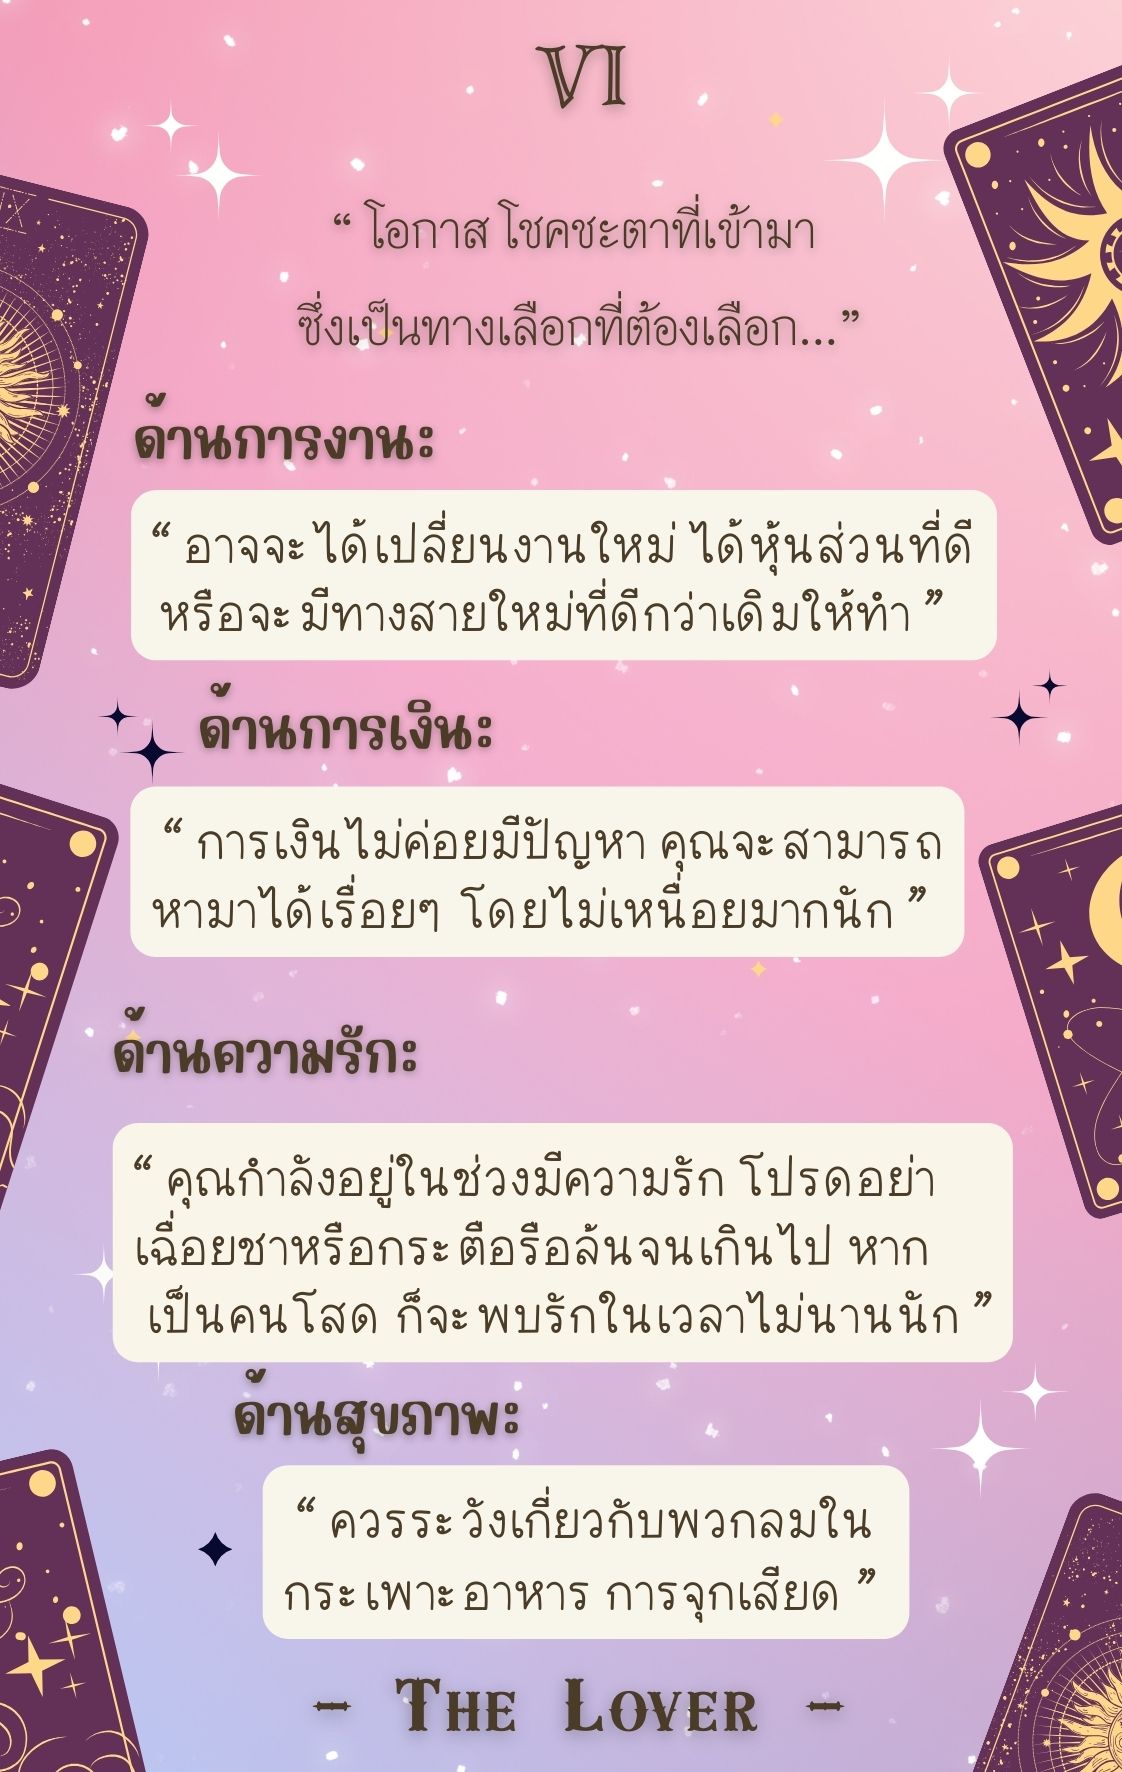 VI
“ โอกาส โชคชะตาที่เข้ามา
ซึ่งเป็นทางเลือกที่ต้องเลือก...”
ด้านการงาน:
“ อาจจะได้เปลี่ยนงานใหม่ ได้หุ้นส่วนที่ดี
หรือจะมีทางสายใหม่ที่ดีกว่าเดิมให้ทำ ”
ด้านการเงิน:
“ การเงินไม่ค่อยมีปัญหา คุณจะสามารถ
หามาได้เรื่อยๆ โดยไม่เหนื่อยมากนัก ”
ด้านความรัก:
“ คุณกำลังอยู่ในช่วงมีความรัก โปรดอย่า
เฉื่อยชาหรือกระตือรือล้นจนเกินไป หาก
เป็นคนโสด ก็จะพบรักในเวลาไม่นานนัก ”
ด้านสุขภาพ:
“ ควรระวังเกี่ยวกับพวกลมใน
กระเพาะอาหาร การจุกเสียด ”
- The Lover -